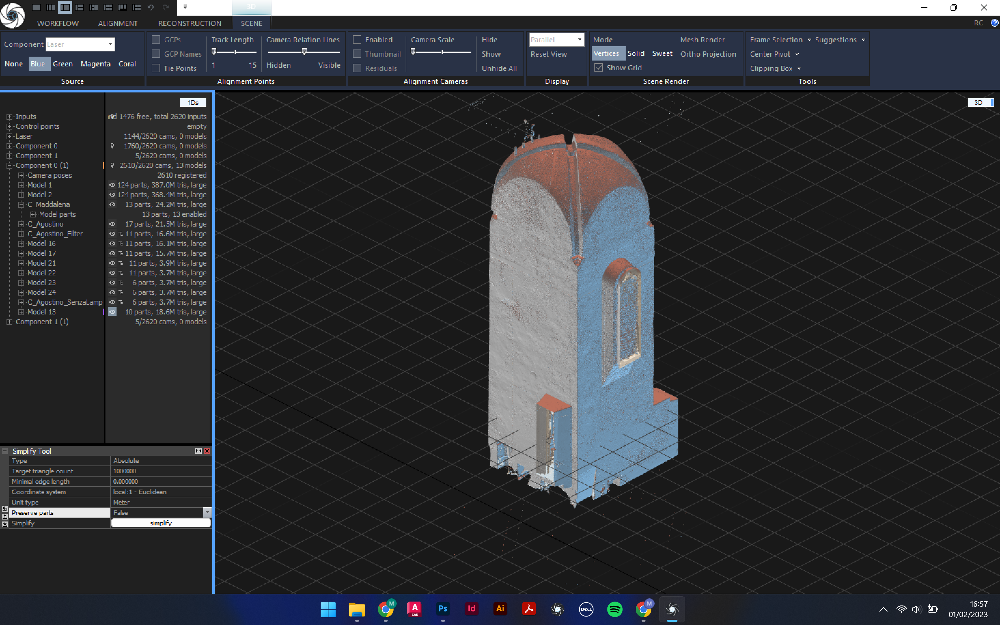 3D
WORKFLOW ALIGNMENT RECONSTRUCTION SCENE RC ?
Component Laser
None Blue Green Magenta Coral
Source
GCPs
GCP Names
Tie Points
Track Length
1 15
Camera Relation Lines
Hidden Visible
Alignment Points
Enabled
Thumbnail
Residuals
Camera Scale
Hide
Show
Unhide All
Alignment Cameras
Parallel
Reset View
Display
Mode
Vertices Solid Sweet
Show Grid
Mesh Render
Ortho Projection
Scene Render
Frame Selection Suggestions
Center Pivot
Clipping Box
Tools
1Ds
3D
Inputs 1476 free, total 2620 inputs
Control points empty
Laser 1144/2620 cams, 0 models
Component 0 1760/2620 cams, 0 models
Component 1 5/2620 cams, 0 models
Component 0 (1) 2610/2620 cams, 13 models
Camera poses 2610 registered
Model 1 124 parts, 387.0M tris, large
Model 2 124 parts, 368.4M tris, large
C_Maddalena 13 parts, 24.2M tris, large
Model parts 13 parts, 13 enabled
C_Agostino 17 parts, 21.5M tris, large
C_Agostino_Filter Tx 11 parts, 16.6M tris, large
Model 16 Tx 11 parts, 16.1M tris, large
Model 17 Tx 11 parts, 15.7M tris, large
Model 21 Tx 11 parts, 3.9M tris, large
Model 22 Tx 11 parts, 3.7M tris, large
Model 23 Tx 6 parts, 3.7M tris, large
Model 24 Tx 6 parts, 3.7M tris, large
C_Agostino_SenzaLamp Tx 6 parts, 3.7M tris, large
Model 13 10 parts, 18.6M tris, large
Component 1 (1) 5/2620 cams, 0 models
Simplify Tool
Type Absolute
Target triangle count 1000000
Minimal edge length 0.000000
Coordinate system local:1 - Euclidean
Unit type Meter
Preserve parts False
Simplify simplify
M A CAD Ps Id Ai DELL M
16:57
01/02/2023